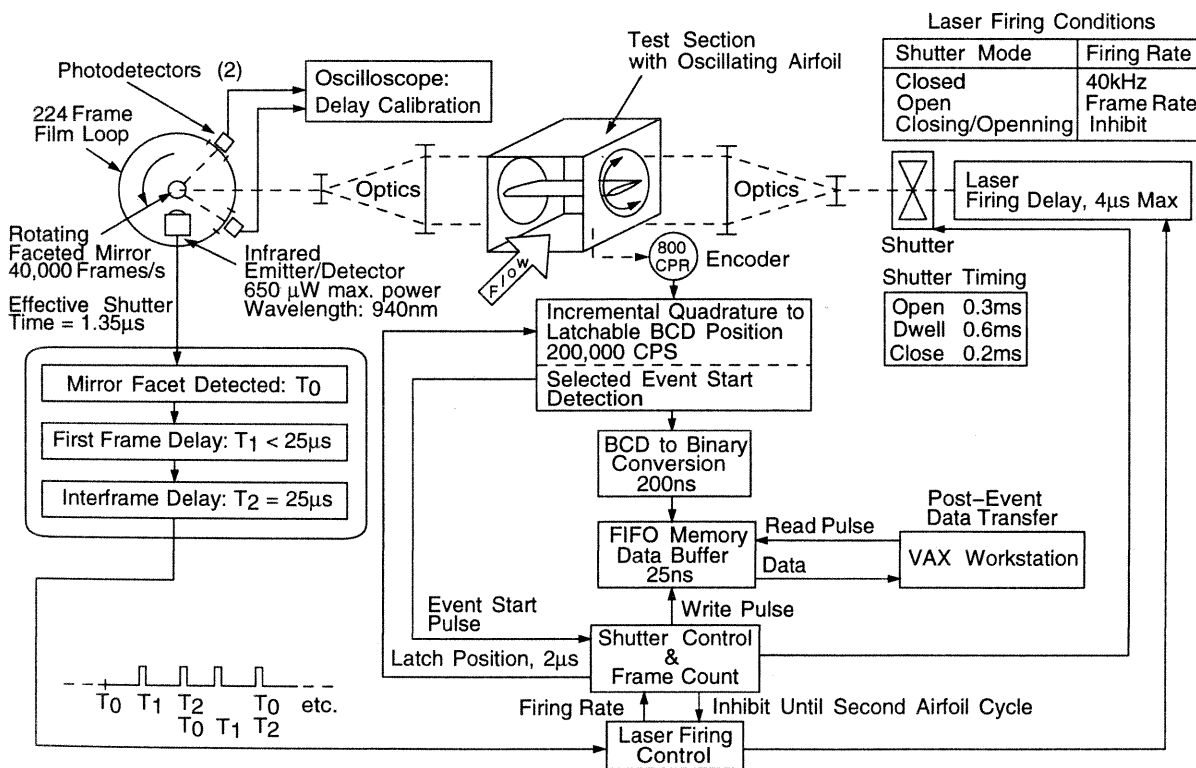 Laser Firing Conditions
Shutter Mode Firing Rate
Closed 40kHz
Open Frame Rate
Closing/Openning Inhibit
Test Section
with Oscillating Airfoil
Photodetectors (2)
Oscilloscope:
Delay Calibration
224 Frame
Film Loop
Optics
Optics
Laser
Firing Delay, 4μs Max
Shutter
Rotating
Faceted Mirror
40,000 Frames/s
Infrared
Emitter/Detector
650 μW max. power
Wavelength: 940nm
Flow
800
CPR
Encoder
Effective Shutter
Time = 1.35μs
Shutter Timing
Open 0.3ms
Dwell 0.6ms
Close 0.2ms
Incremental Quadrature to
Latchable BCD Position
200,000 CPS
Selected Event Start
Detection
Mirror Facet Detected: T0
First Frame Delay: T1 < 25μs
Interframe Delay: T2 = 25μs
BCD to Binary
Conversion
200ns
FIFO Memory
Data Buffer
25ns
Read Pulse
Data
Post-Event
Data Transfer
VAX Workstation
Write Pulse
Event Start
Pulse
Latch Position, 2μs
Shutter Control
&
Frame Count
Firing Rate
Inhibit Until Second Airfoil Cycle
Laser Firing
Control
T0 T1 T2 T0 etc.
T0 T1 T2